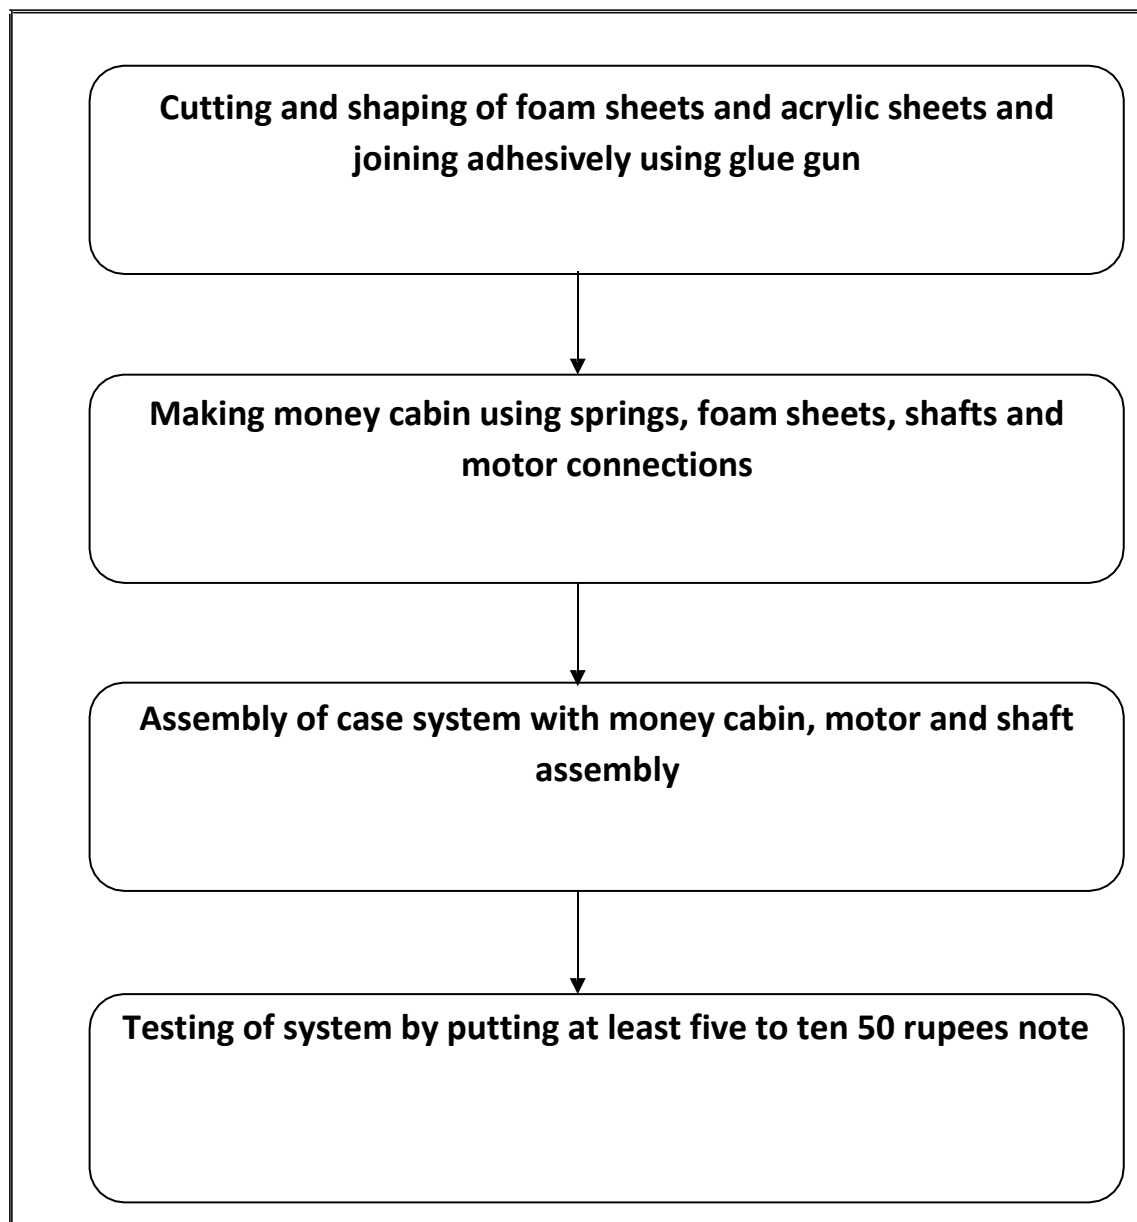 Cutting and shaping of foam sheets and acrylic sheets and
joining adhesively using glue gun
Making money cabin using springs, foam sheets, shafts and
motor connections
Assembly of case system with money cabin, motor and shaft
assembly
Testing of system by putting at least five to ten 50 rupees note